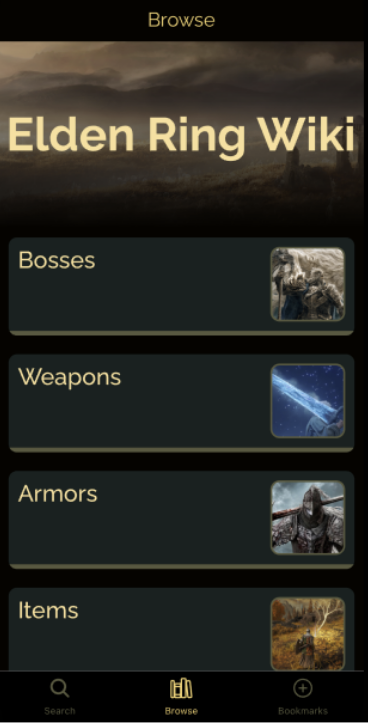 Browse
Elden Ring Wiki
Bosses
Weapons
Armors
Items
Search
Browse
Bookmarks